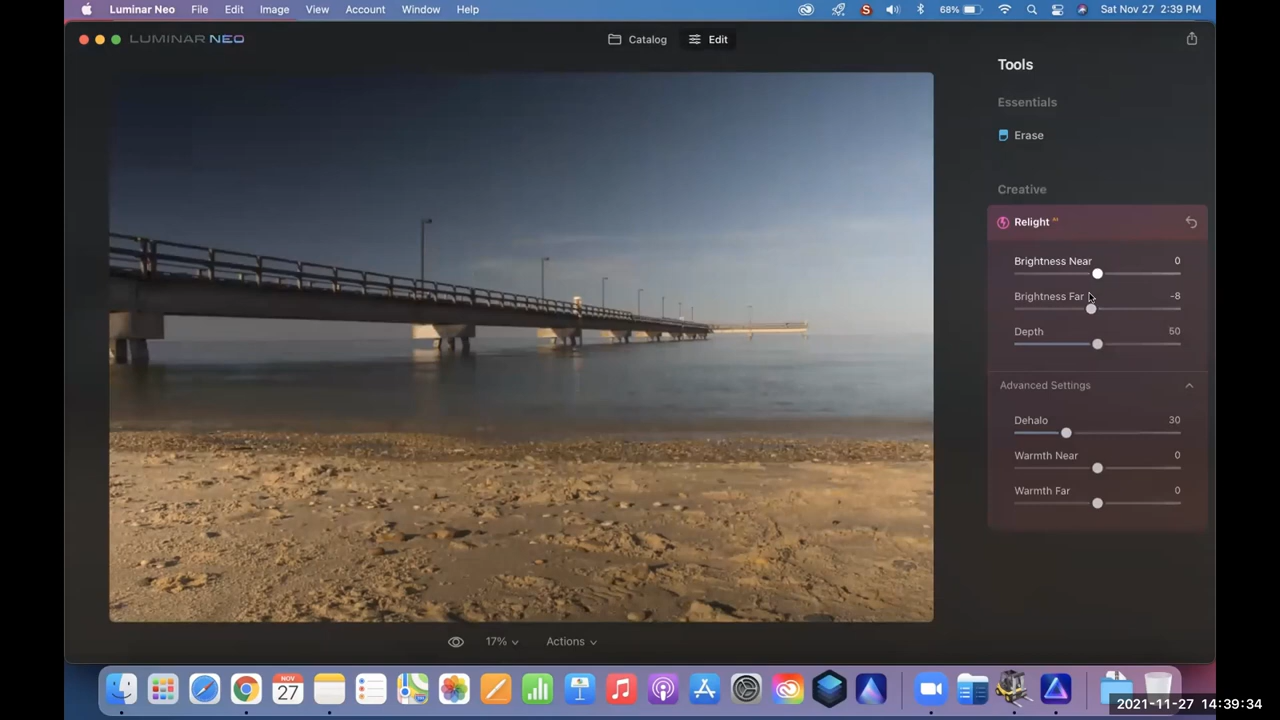 Luminar Neo File Edit Image View Account Window Help 68% Sat Nov 27 2:39 PM
LUMINAR NEO Catalog Edit
Tools
Essentials
Erase
Creative
Relight AI
Brightness Near 0
Brightness Far -8
Depth 50
Advanced Settings
Dehalo 30
Warmth Near 0
Warmth Far 0
17% Actions
NOV
27
2021-11-27 14:39:34